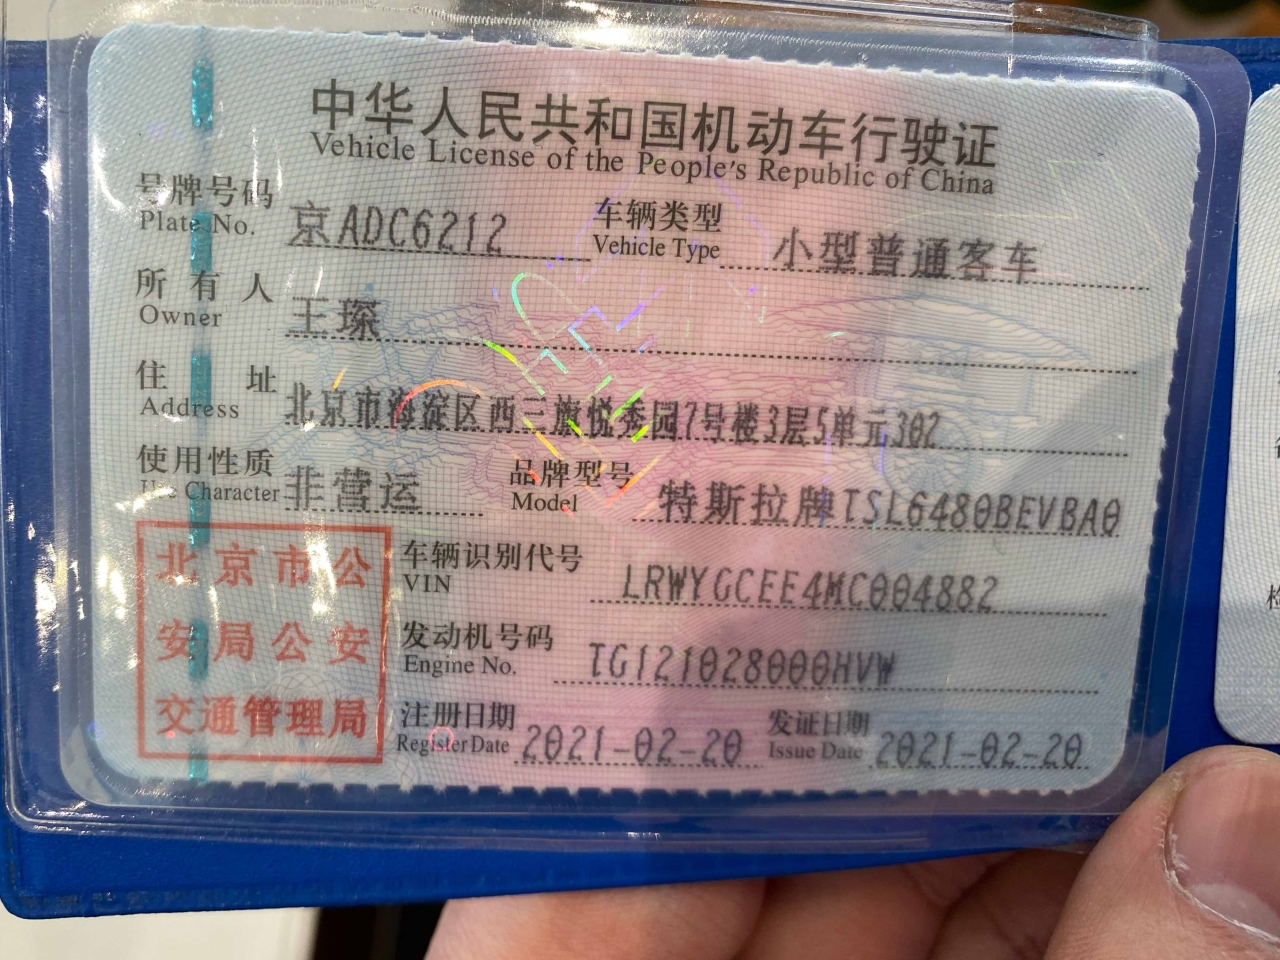 中华人民共和国机动车行驶证
Vehicle License of the People's Republic of China
号牌号码 京ADC6212 车辆类型 小型普通客车
Plate No. Vehicle Type
所有人 王琛
Owner
住址 北京市海淀区西三旗悦秀园7号楼3层5单元302
Address
使用性质 非营运 品牌型号 特斯拉牌TSL6480BEVBA0
Use Character Model
北京市公
安局公安
交通管理局
车辆识别代号 LRWYGCEE4MC004882
VIN
发动机号码 TG121028000HVW
Engine No.
注册日期 2021-02-20 发证日期 2021-02-20
Register Date Issue Date